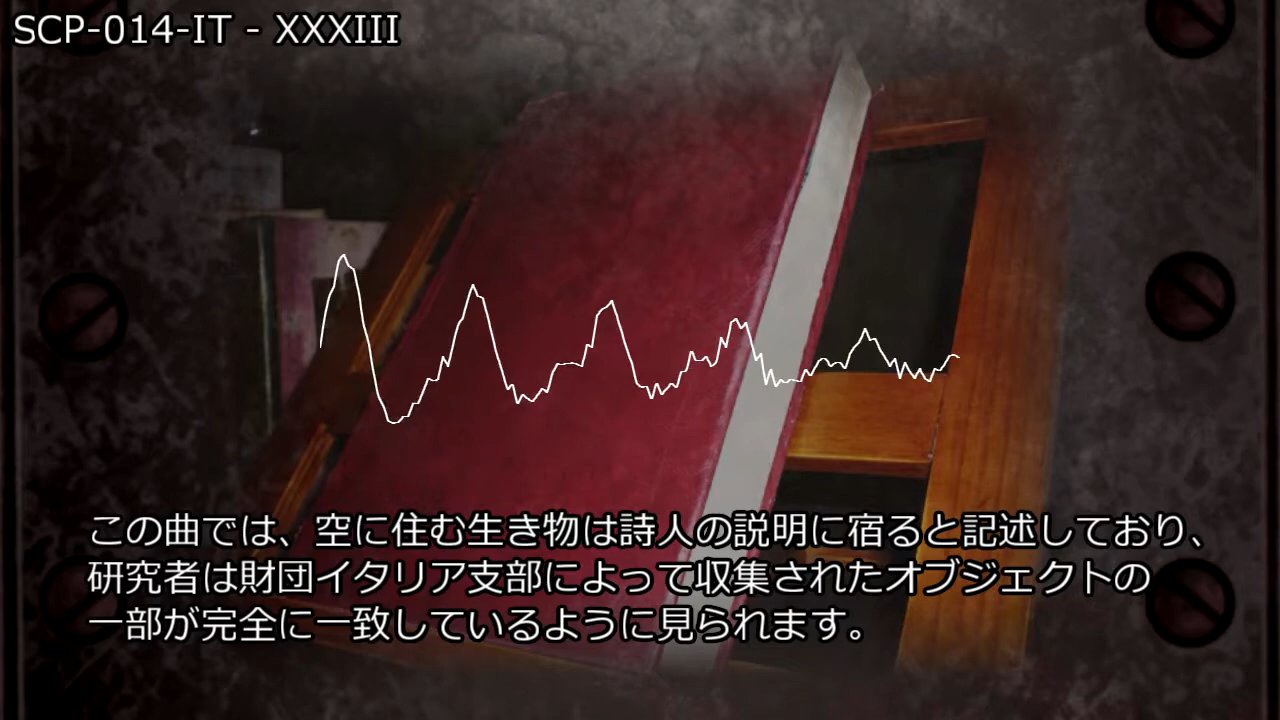 SCP-014-IT - XXXIII
この曲では、空に住む生き物は詩人の説明に宿ると記述しており、
研究者は財団イタリア支部によって収集されたオブジェクトの
一部が完全に一致しているように見られます。